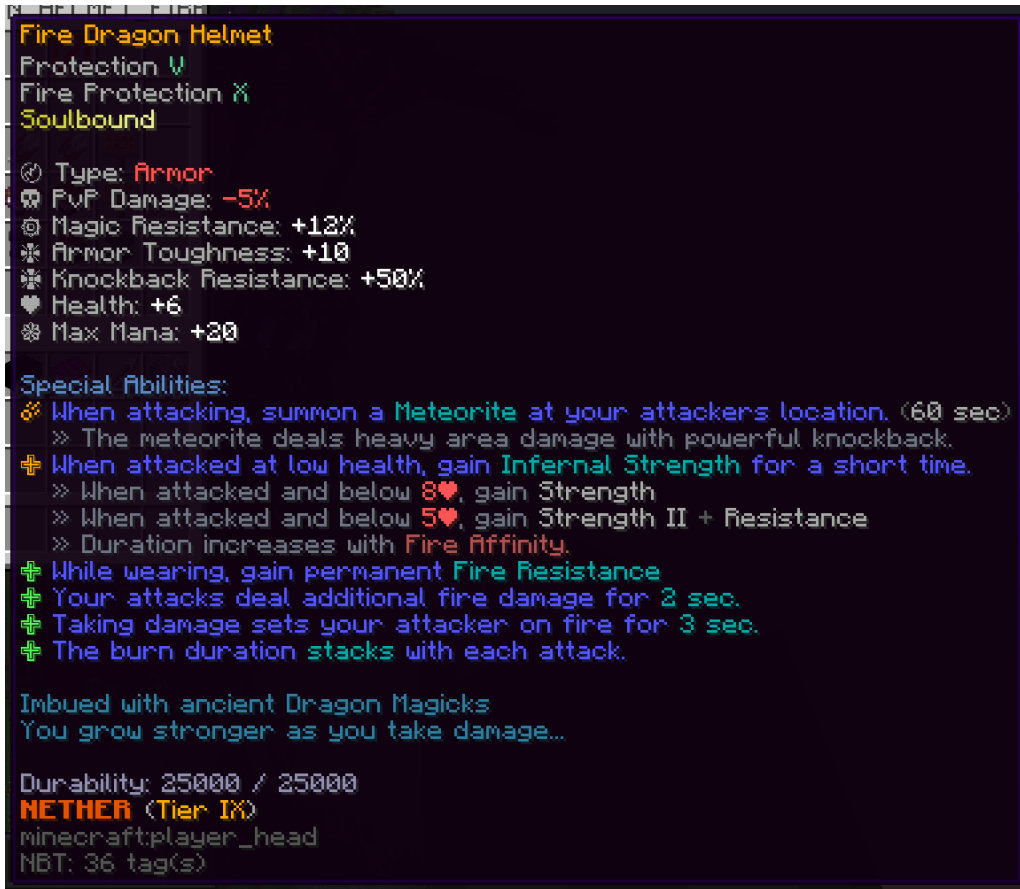 Fire Dragon Helmet
Protection V
Fire Protection X
Soulbound
Type: Armor
PvP Damage: -5%
Magic Resistance: +12%
Armor Toughness: +10
Knockback Resistance: +50%
Health: +6
Max Mana: +20
Special Abilities:
When attacking, summon a Meteorite at your attackers location. (60 sec)
» The meteorite deals heavy area damage with powerful knockback.
When attacked at low health, gain Infernal Strength for a short time.
» When attacked and below 8❤, gain Strength
» When attacked and below 5❤, gain Strength II + Resistance
» Duration increases with Fire Affinity.
While wearing, gain permanent Fire Resistance
Your attacks deal additional fire damage for 2 sec.
Taking damage sets your attacker on fire for 3 sec.
The burn duration stacks with each attack.
Imbued with ancient Dragon Magicks
You grow stronger as you take damage...
Durability: 25000 / 25000
NETHER (Tier IX)
minecraft:player_head
NBT: 36 tag(s)